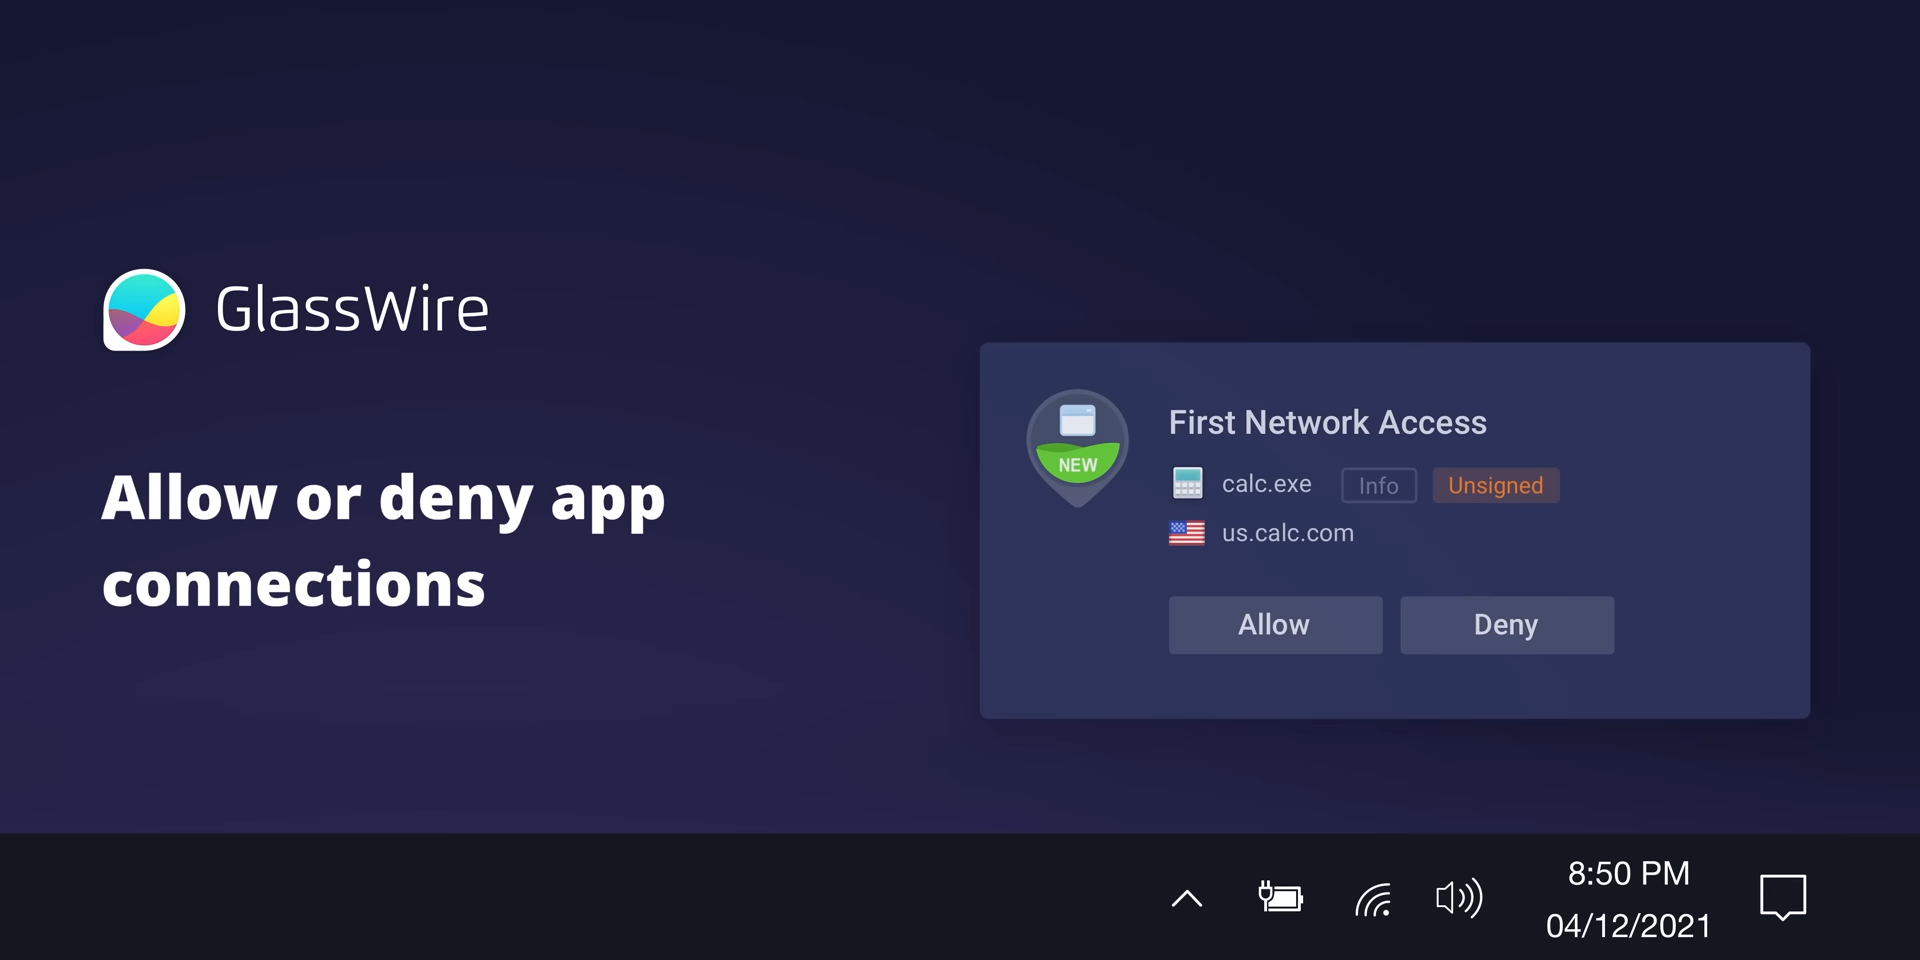 GlassWire
Allow or deny app
connections
First Network Access
NEW
calc.exe Info Unsigned
us.calc.com
Allow Deny
8:50 PM
04/12/2021